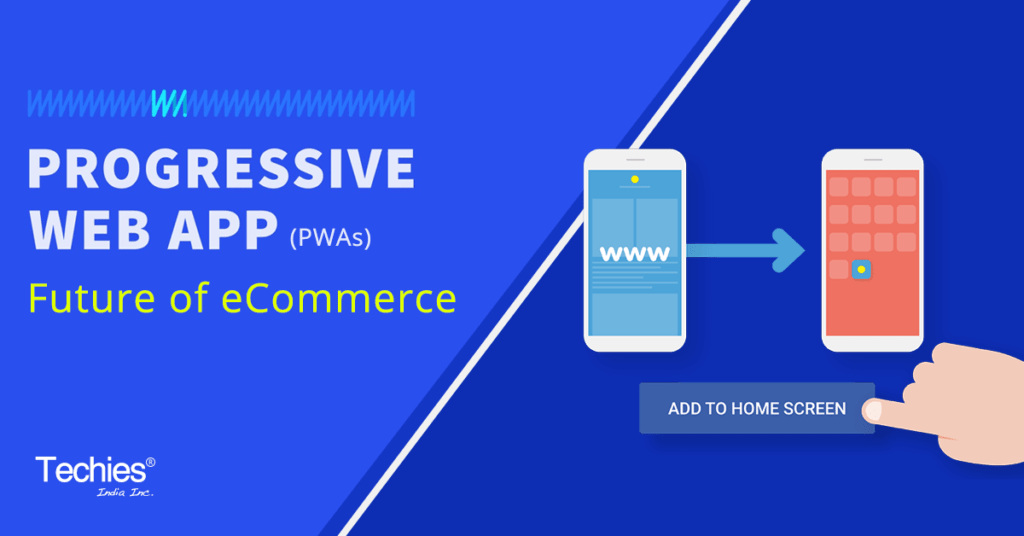 PROGRESSIVE
WEB APP (PWAs)
Future of eCommerce
www
ADD TO HOME SCREEN
Techies®
India Inc.